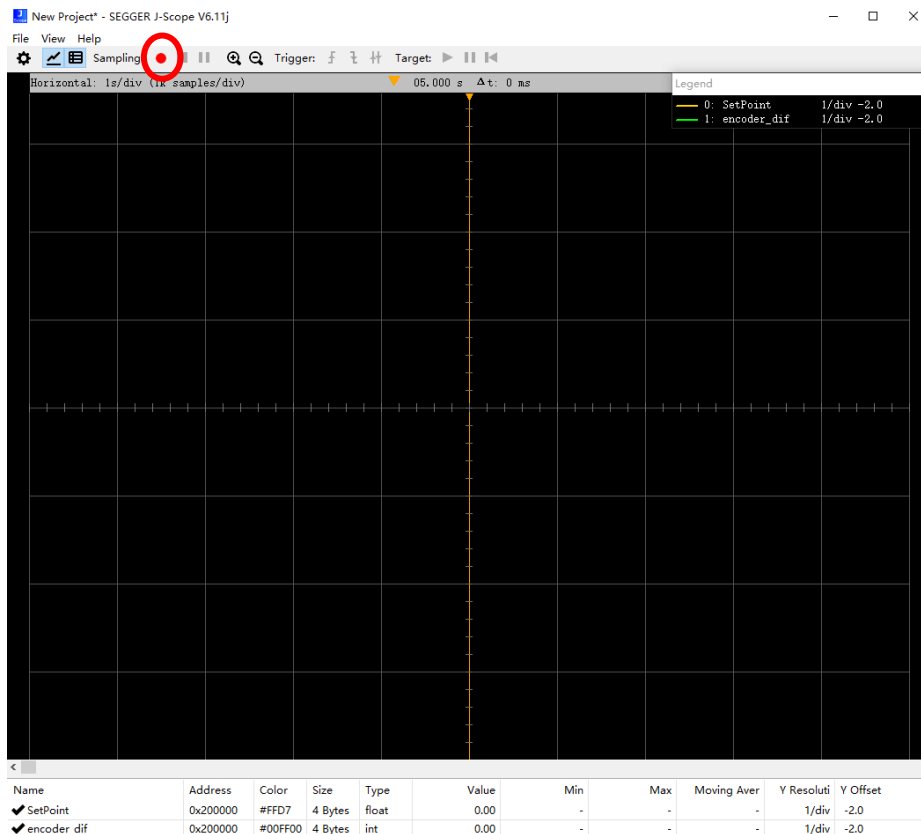 New Project* - SEGGER J-Scope V6.11j
File View Help
Sampling Trigger: Target:
Horizontal: 1s/div (1k samples/div) 05.000 s Δt: 0 ms
Legend
0: SetPoint 1/div -2.0
1: encoder_dif 1/div -2.0
Name Address Color Size Type Value Min Max Moving Aver Y Resoluti Y Offset
SetPoint 0x200000 #FFD7 4 Bytes float 0.00 - - - 1/div -2.0
encoder dif 0x200000 #00FF00 4 Bytes int 0.00 - - - 1/div -2.0